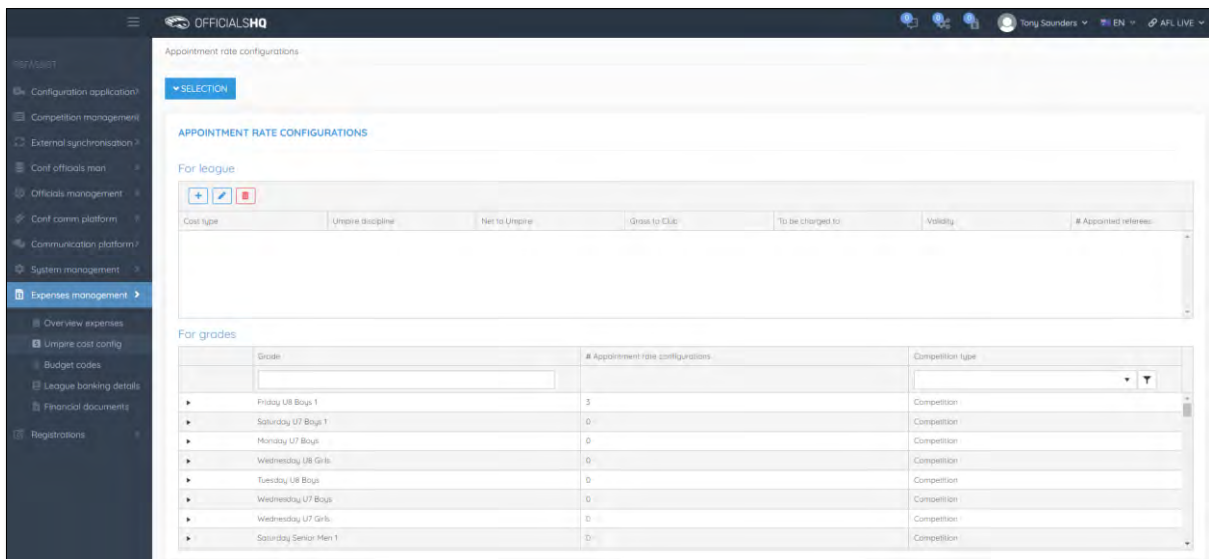 OFFICIALSHQ
0 0 0 Tony Saunders EN AFL LIVE
Appointment rate configurations
REFASSIST
SELECTION
Configuration application
Competition management
External synchronisation
Conf officials man
Officials management
Conf comm platform
Communication platform
System management
Expenses management
Overview expenses
Umpire cost config
Budget codes
League banking details
Financial documents
Registrations
APPOINTMENT RATE CONFIGURATIONS
For league
Cost type Umpire discipline Net to Umpire Gross to Club To be charged to Validity # Appointed referees
For grades
Grade # Appointment rate configurations Competition type
Friday U8 Boys 1 3 Competition
Saturday U7 Boys 1 0 Competition
Monday U7 Boys 0 Competition
Wednesday U8 Girls 0 Competition
Tuesday U8 Boys 0 Competition
Wednesday U7 Boys 0 Competition
Wednesday U7 Girls 0 Competition
Saturday Senior Men 1 0 Competition